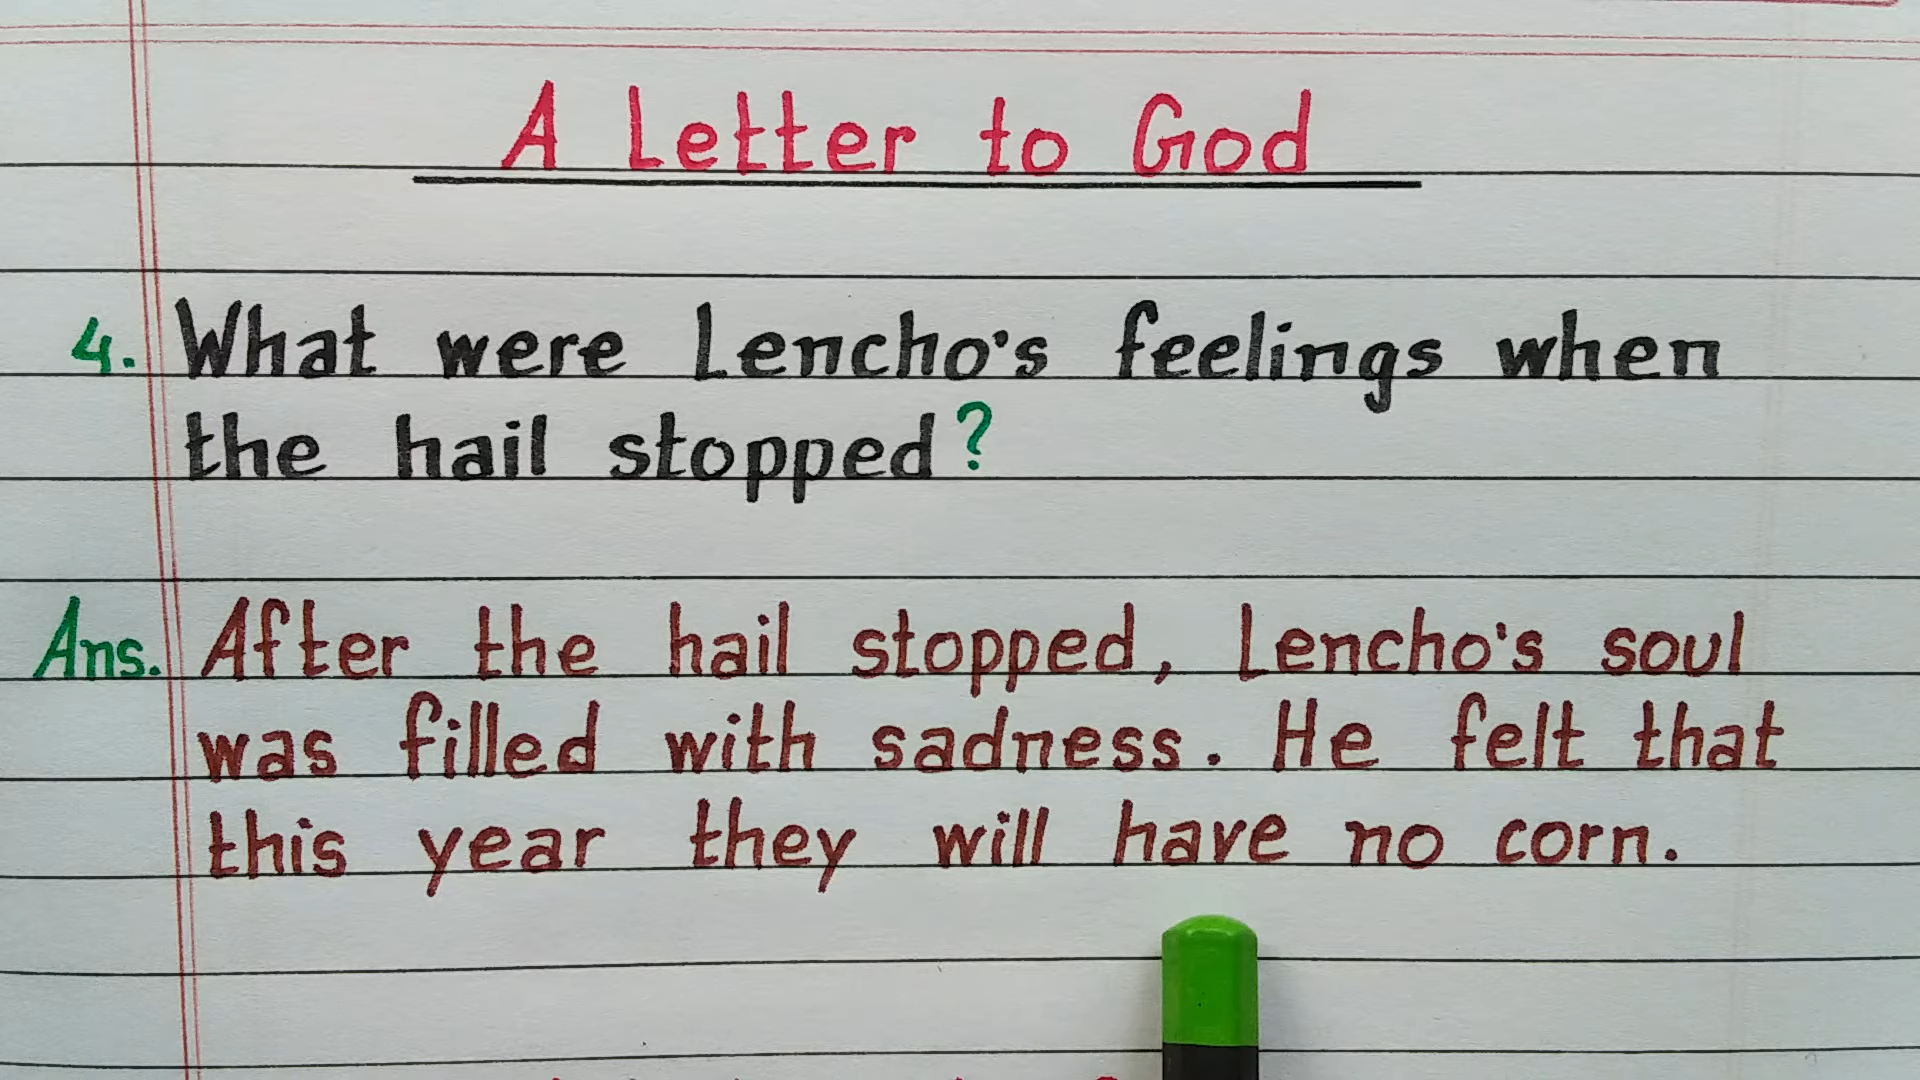 A Letter to God
4. What were Lencho's feelings when
the hail stopped?
Ans. After the hail stopped, Lencho's soul
was filled with sadness. He felt that
this year they will have no corn.